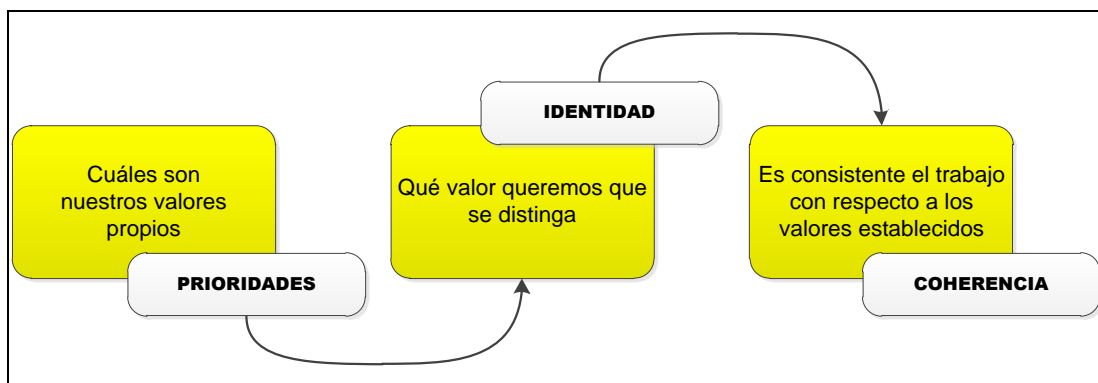 Cuáles son
nuestros valores
propios
PRIORIDADES
IDENTIDAD
Qué valor queremos que
se distinga
Es consistente el trabajo
con respecto a los
valores establecidos
COHERENCIA